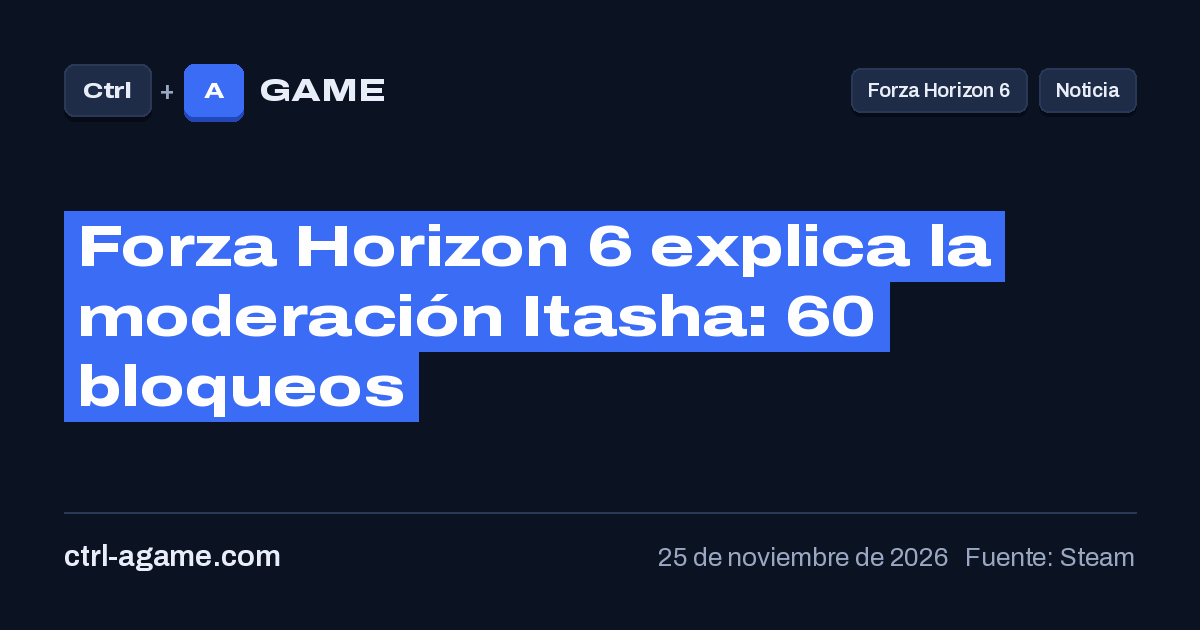 Ctrl + A GAME
Forza Horizon 6 Noticia
Forza Horizon 6 explica la
moderación Itasha: 60
bloqueos
ctrl-agame.com
25 de noviembre de 2026 Fuente: Steam